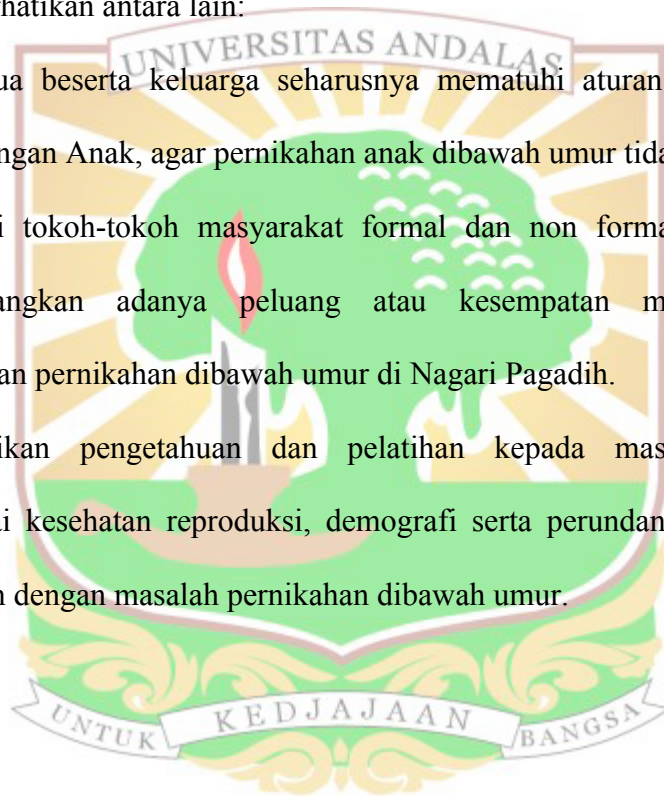 hatikan antara lain:
UNIVERSITAS ANDALAS
ua beserta keluarga seharusnya mematuhi aturan
ngan Anak, agar pernikahan anak dibawah umur tida
i tokoh-tokoh masyarakat formal dan non forma
angkan adanya peluang atau kesempatan m
an pernikahan dibawah umur di Nagari Pagadih.
ikan pengetahuan dan pelatihan kepada mas
ai kesehatan reproduksi, demografi serta perundan
n dengan masalah pernikahan dibawah umur.
UNTUK KEDJAJAAN BANGSA